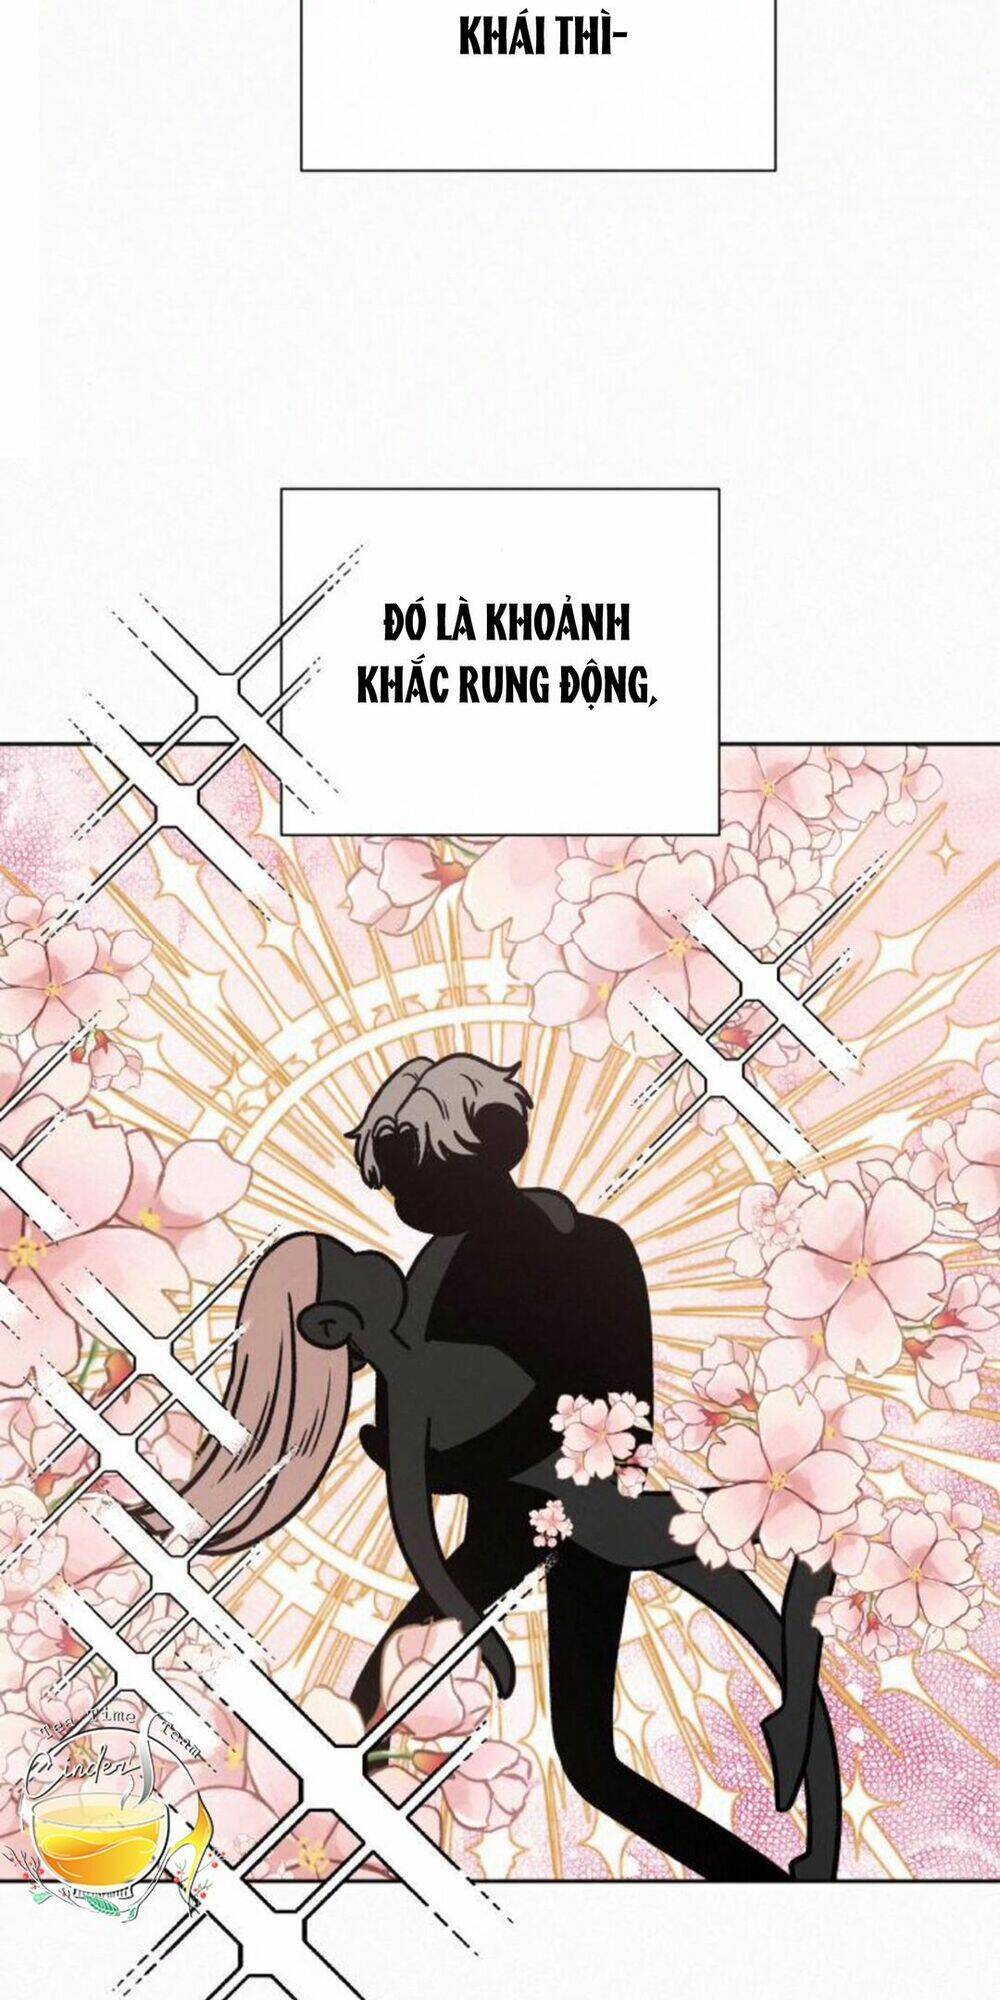 KHÁI THÌ-
ĐÓ LÀ KHOẢNH
KHẮC RUNG ĐỘNG,
Tea Time Team
Cinder